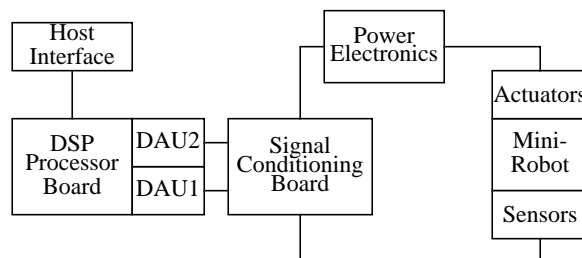 Host
Interface
Power
Electronics
Actuators
DSP
Processor
Board
DAU2
DAU1
Signal
Conditioning
Board
Mini-
Robot
Sensors